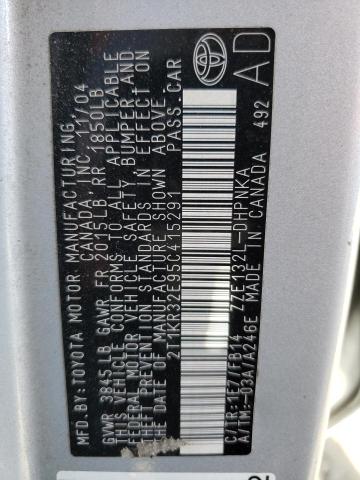 MFD. BY: TOYOTA MOTOR MANUFACTURING,
CANADA, INC. 11/04
GVWR 3845LB GAWR FR 2015LB RR 1850LB
THIS VEHICLE CONFORMS TO ALL APPLICABLE
FEDERAL MOTOR VEHICLE SAFETY, BUMPER, AND
THEFT PREVENTION STANDARDS IN EFFECT ON
THE DATE OF MANUFACTURE SHOWN ABOVE.
2T1KR32E95C415291 PASS.CAR
C/TR:1F7/FB14 ZZE132L-DHPNKA
A/TM-03A/A246E MADE IN CANADA 492
AD